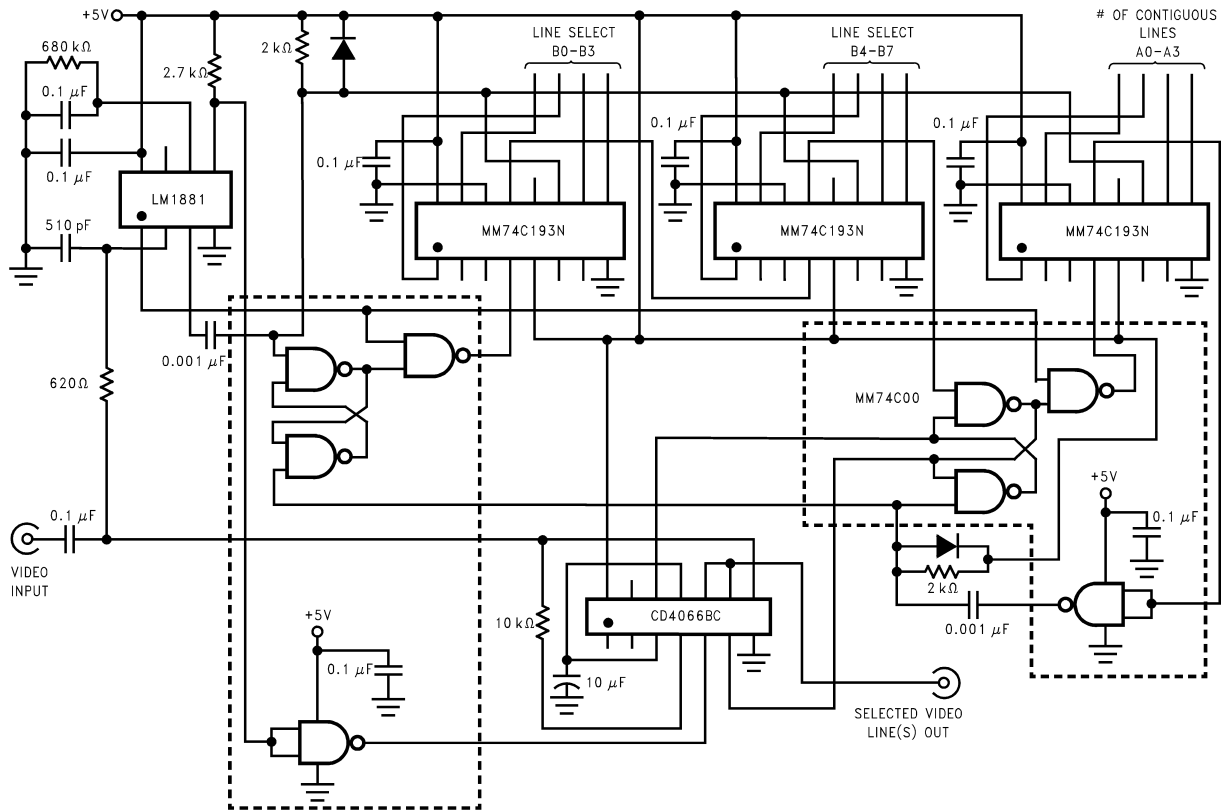 +5V
680 kΩ
2.7 kΩ
0.1 μF
0.1 μF
2 kΩ
LM1881
510 pF
LINE SELECT
B0-B3
LINE SELECT
B4-B7
# OF CONTIGUOUS
LINES
A0-A3
0.1 μF
0.1 μF
0.1 μF
MM74C193N
MM74C193N
MM74C193N
0.001 μF
620Ω
MM74C00
0.1 μF
VIDEO
INPUT
+5V
0.1 μF
10 kΩ
CD4066BC
10 μF
2 kΩ
0.001 μF
+5V
0.1 μF
SELECTED VIDEO
LINE(S) OUT